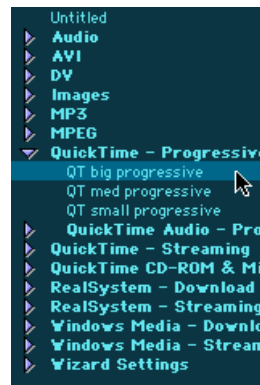 Untitled
Audio
AVI
DV
Images
MP3
MPEG
QuickTime - Progressive
QT big progressive
QT med progressive
QT small progressive
QuickTime Audio - Pro
QuickTime - Streaming
QuickTime CD-ROM & Mi
RealSystem - Download
RealSystem - Streaming
Windows Media - Downlo
Windows Media - Stream
Wizard Settings